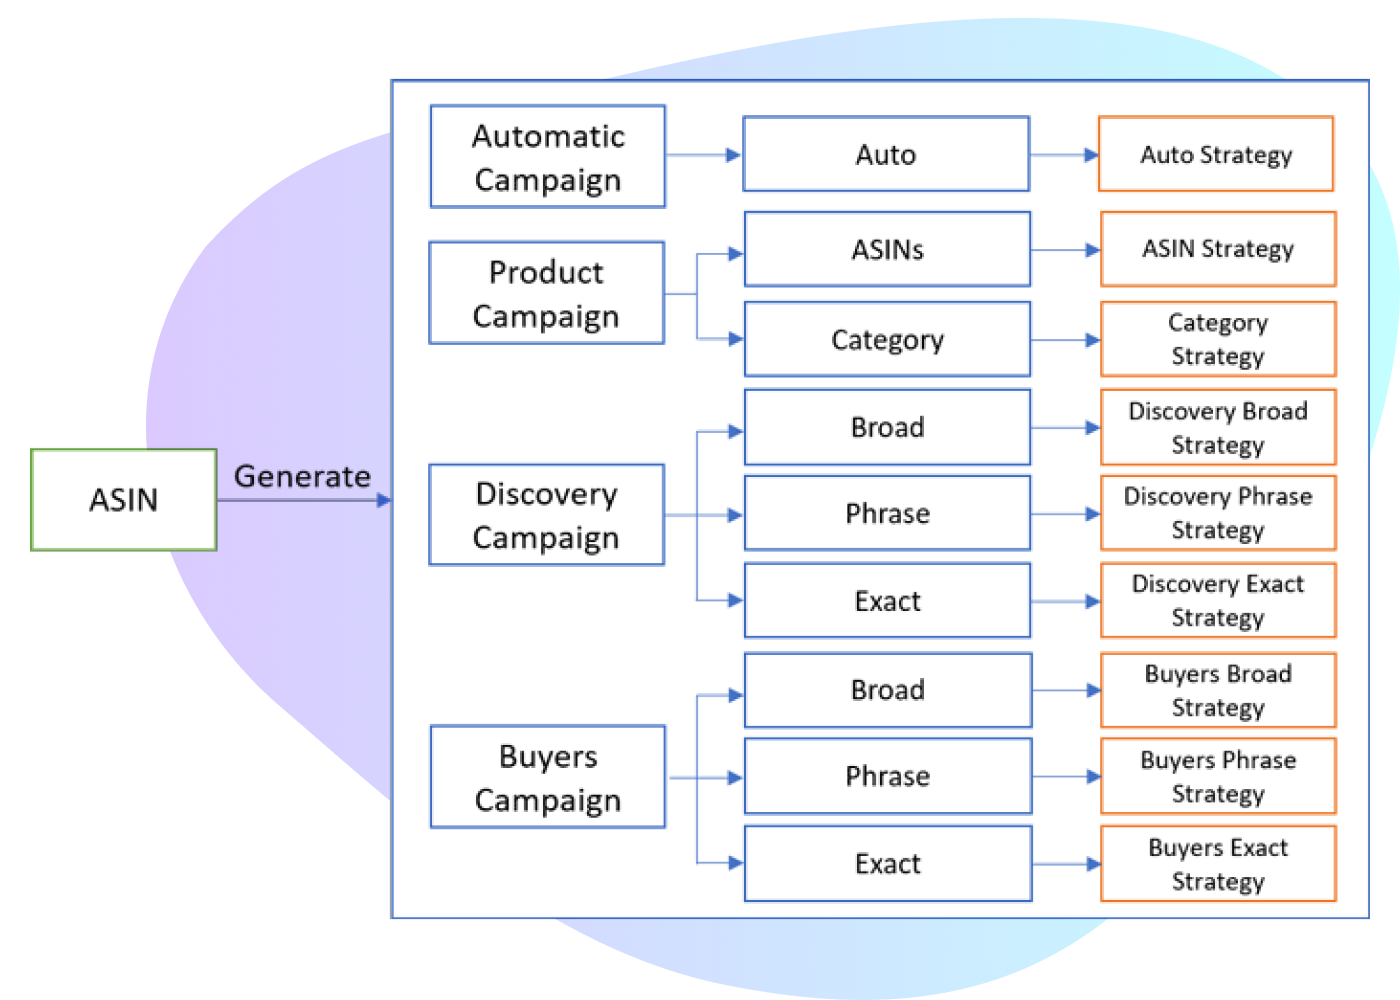 Automatic
Campaign
Auto
Auto Strategy
Product
Campaign
ASINs
ASIN Strategy
Category
Category
Strategy
ASIN
Generate
Discovery
Campaign
Broad
Discovery Broad
Strategy
Phrase
Discovery Phrase
Strategy
Exact
Discovery Exact
Strategy
Buyers
Campaign
Broad
Buyers Broad
Strategy
Phrase
Buyers Phrase
Strategy
Exact
Buyers Exact
Strategy